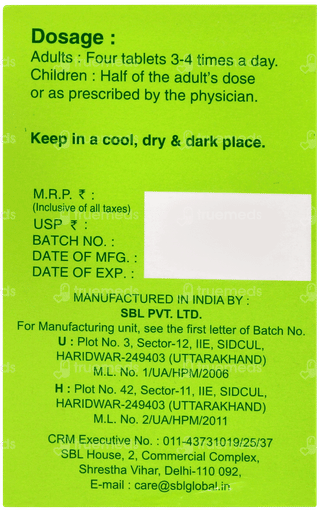 Dosage :
Adults : Four tablets 3-4 times a day.
Children : Half of the adult's dose
or as prescribed by the physician.
Keep in a cool, dry & dark place.
M.R.P. ₹ :
(Inclusive of all taxes)
USP ₹ :
BATCH NO. :
DATE OF MFG. :
DATE OF EXP. :
MANUFACTURED IN INDIA BY :
SBL PVT. LTD.
For Manufacturing unit, see the first letter of Batch No.
U : Plot No. 3, Sector-12, IIE, SIDCUL,
HARIDWAR-249403 (UTTARAKHAND)
M.L. No. 1/UA/HPM/2006
H : Plot No. 42, Sector-11, IIE, SIDCUL,
HARIDWAR-249403 (UTTARAKHAND)
M.L. No. 2/UA/HPM/2011
CRM Executive No. : 011-43731019/25/37
SBL House, 2, Commercial Complex,
Shrestha Vihar, Delhi-110 092,
E-mail : care@sblglobal.in
truemeds